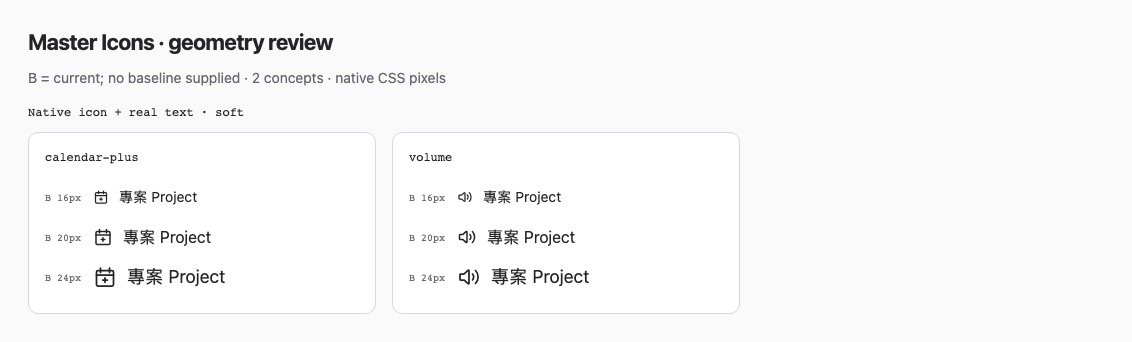 Master Icons · geometry review
B = current; no baseline supplied · 2 concepts · native CSS pixels
Native icon + real text · soft
calendar-plus
B 16px 專案 Project
B 20px 專案 Project
B 24px 專案 Project
volume
B 16px 專案 Project
B 20px 專案 Project
B 24px 專案 Project